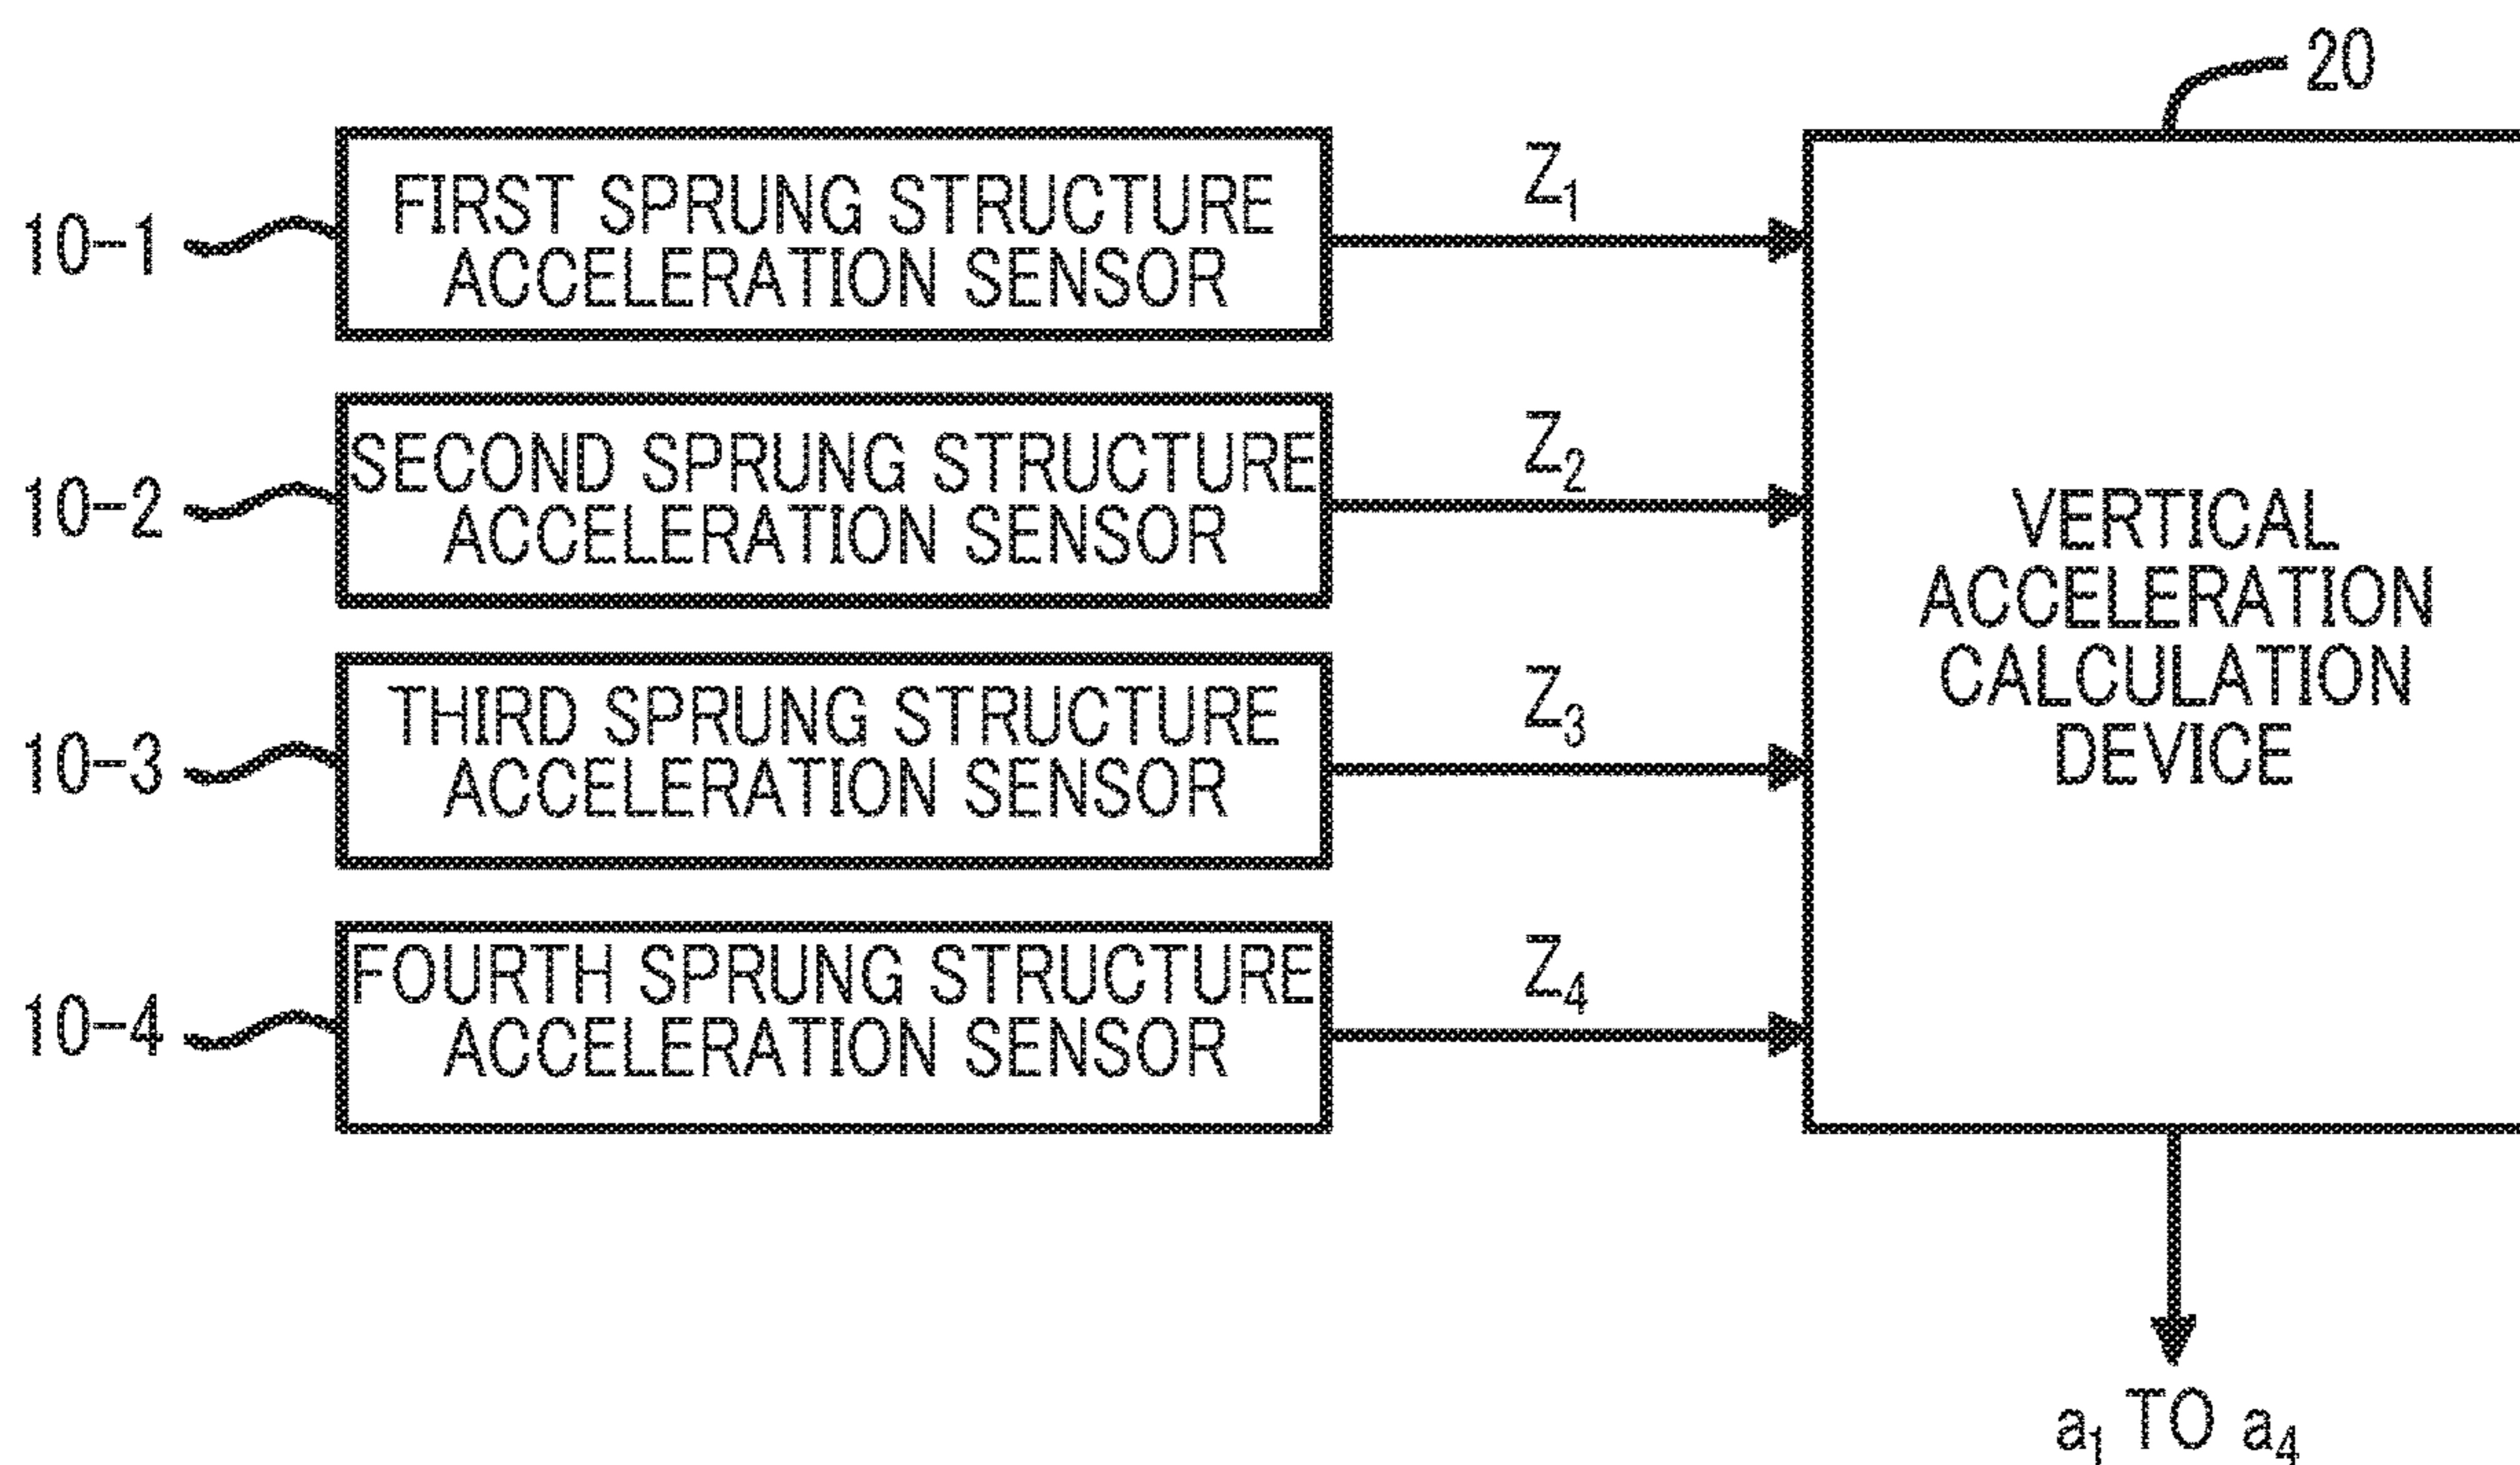 20
10-1
FIRST SPRUNG STRUCTURE
ACCELERATION SENSOR
Z1
10-2
SECOND SPRUNG STRUCTURE
ACCELERATION SENSOR
Z2
10-3
THIRD SPRUNG STRUCTURE
ACCELERATION SENSOR
Z3
10-4
FOURTH SPRUNG STRUCTURE
ACCELERATION SENSOR
Z4
VERTICAL
ACCELERATION
CALCULATION
DEVICE
a1 TO a4